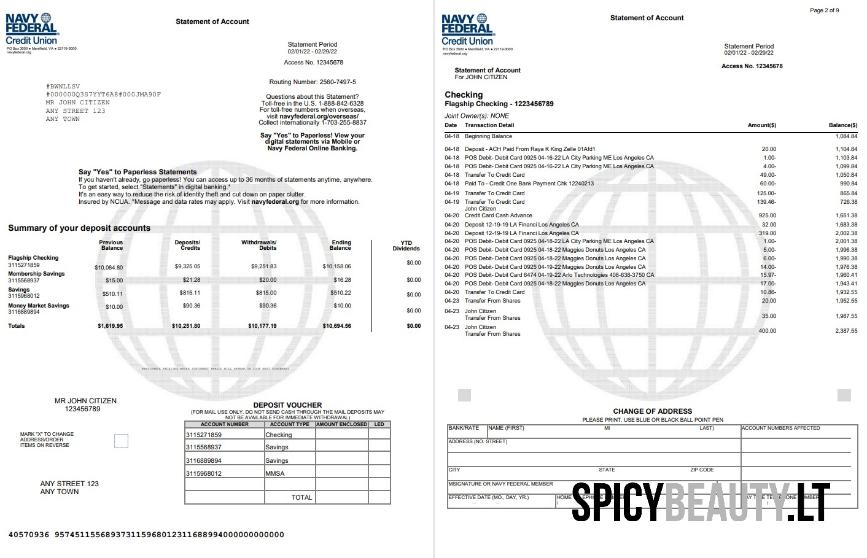 NAVY
FEDERAL
Credit Union
PO Box 3000 • Merrifield, VA • 22119-3000
navyfederal.org
Statement of Account
Statement Period
02/01/22 - 02/29/22
Access No. 12345678
Routing Number: 2560-7497-5
Questions about this Statement?
Toll-free in the U.S. 1-888-842-6328
For toll-free numbers when overseas,
visit navyfederal.org/overseas/
Collect internationally 1-703-255-8837
Say "Yes" to Paperless! View your
digital statements via Mobile or
Navy Federal Online Banking.
#BWNLLSV
#000000Q3S7YYT6A8#000JMA90F
MR JOHN CITIZEN
ANY STREET 123
ANY TOWN
Say "Yes" to Paperless Statements
If you haven't already, go paperless! You can access up to 36 months of statements anytime, anywhere.
To get started, select "Statements" in digital banking.*
It's an easy way to reduce the risk of identity theft and cut down on paper clutter.
Insured by NCUA. *Message and data rates may apply. Visit navyfederal.org for more information.
Summary of your deposit accounts
Previous Balance Deposits/ Credits Withdrawals/ Debits Ending Balance YTD Dividends
Flagship Checking
3115271859 $10,084.80 $9,325.05 $9,251.83 $10,158.06 $0.00
Membership Savings
3115568937 $15.00 $21.28 $20.00 $16.28 $0.00
Savings
3115968012 $510.11 $815.11 $815.00 $510.22 $0.00
Money Market Savings
3116889894 $10.00 $90.36 $90.36 $10.00 $0.00
Totals $1,619.95 $10,251.80 $10,177.19 $10,694.56 $0.00
MR JOHN CITIZEN
123456789
MARK "X" TO CHANGE
ADDRESS/ORDER
ITEMS ON REVERSE
ANY STREET 123
ANY TOWN
DEPOSIT VOUCHER
(FOR MAIL USE ONLY. DO NOT SEND CASH THROUGH THE MAIL DEPOSITS MAY
NOT BE AVAILABLE FOR IMMEDIATE WITHDRAWAL)
ACCOUNT NUMBER ACCOUNT TYPE AMOUNT ENCLOSED LED
3115271859 Checking
3115568937 Savings
3116889894 Savings
3115968012 MMSA
TOTAL
Page 2 of 9
NAVY
FEDERAL
Credit Union
PO Box 3000 • Merrifield, VA • 22119-3000
navyfederal.org
Statement of Account
Statement Period
02/01/22 - 02/29/22
Access No. 12345678
Statement of Account
For JOHN CITIZEN
Checking
Flagship Checking - 1223456789
Joint Owner(s): NONE
Date Transaction Detail Amount($) Balance($)
04-18 Beginning Balance 1,084.84
04-18 Deposit - ACH Paid From Raya K King Zelle 01Afd1 20.00 1,104.84
04-18 POS Debit- Debit Card 0925 04-16-22 LA City Parking ME Los Angeles CA 1.00- 1,103.84
04-18 POS Debit- Debit Card 0925 04-16-22 LA City Parking ME Los Angeles CA 4.00- 1,099.84
04-18 Transfer To Credit Card 49.00- 1,050.84
04-18 Paid To - Credit One Bank Payment Chk 12240213 60.00- 990.84
04-19 Transfer To Credit Card 125.00- 865.84
04-19 Transfer To Credit Card 139.46- 726.38
John Citizen
04-20 Credit Card Cash Advance 925.00 1,651.38
04-20 Deposit 12-19-19 LA Financi Los Angeles CA 32.00 1,683.38
04-20 Deposit 12-19-19 LA Financi Los Angeles CA 319.00 2,002.38
04-20 POS Debit- Debit Card 0925 04-18-22 LA City Parking ME Los Angeles CA 1.00- 2,001.38
04-20 POS Debit- Debit Card 0925 04-18-22 Maggies Donuts Los Angeles CA 5.00- 1,996.38
04-20 POS Debit- Debit Card 0925 04-18-22 Maggies Donuts Los Angeles CA 6.00- 1,990.38
04-20 POS Debit- Debit Card 0925 04-18-22 Maggies Donuts Los Angeles CA 14.00- 1,976.38
04-20 POS Debit- Debit Card 6474 04-19-22 Arlo Technologies 408-638-3750 CA 15.97- 1,960.41
04-20 POS Debit- Debit Card 0925 04-18-22 Maggies Donuts Los Angeles CA 17.00- 1,943.41
04-20 Transfer To Credit Card 10.86- 1,932.55
04-23 Transfer From Shares 20.00 1,952.55
04-23 John Citizen
Transfer From Shares 35.00 1,987.55
04-23 John Citizen
Transfer From Shares 400.00 2,387.55
CHANGE OF ADDRESS
PLEASE PRINT. USE BLUE OR BLACK BALL POINT PEN
BANK/RATE NAME (FIRST) MI LAST) ACCOUNT NUMBERS AFFECTED
ADDRESS (NO. STREET)
CITY STATE ZIP CODE
MSIGNATURE OR NAVY FEDERAL MEMBER
EFFECTIVE DATE (MO., DAY, YR.)
SPICYBEAUTY.LT